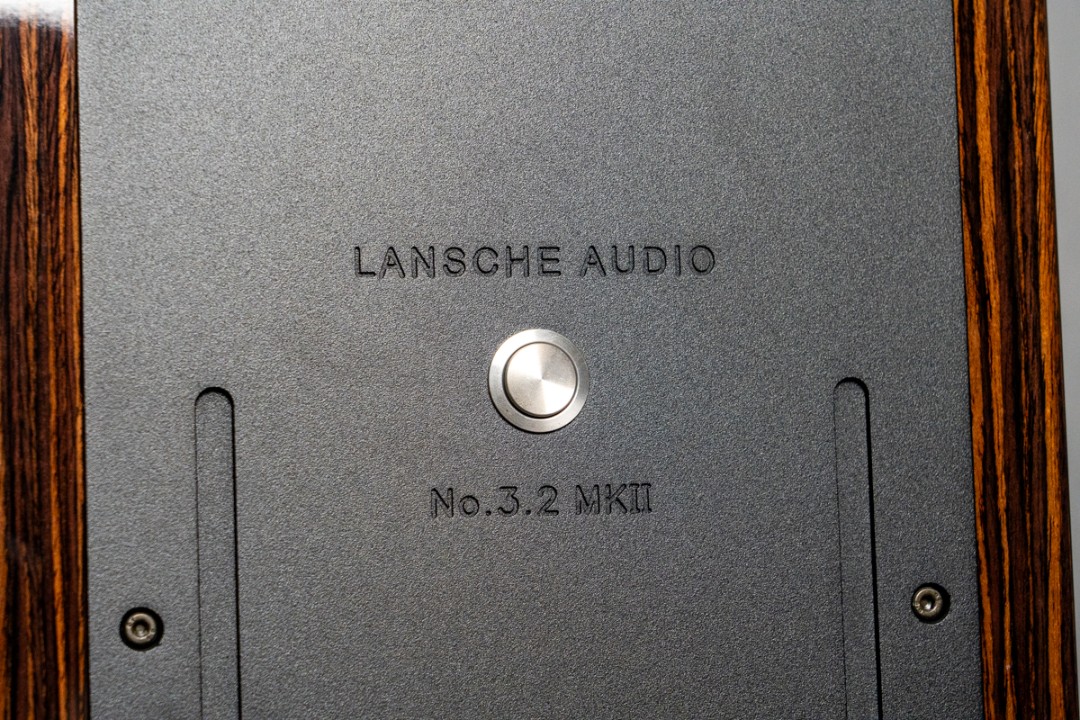 LANSCHE AUDIO
No.3.2 MKII